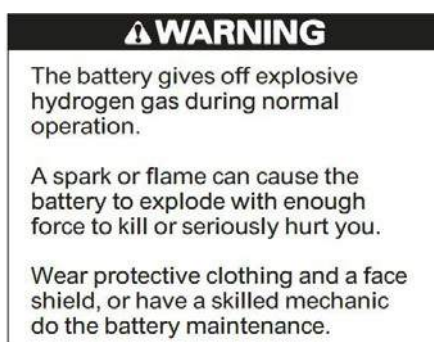 WARNING
The battery gives off explosive
hydrogen gas during normal
operation.
A spark or flame can cause the
battery to explode with enough
force to kill or seriously hurt you.
Wear protective clothing and a face
shield, or have a skilled mechanic
do the battery maintenance.